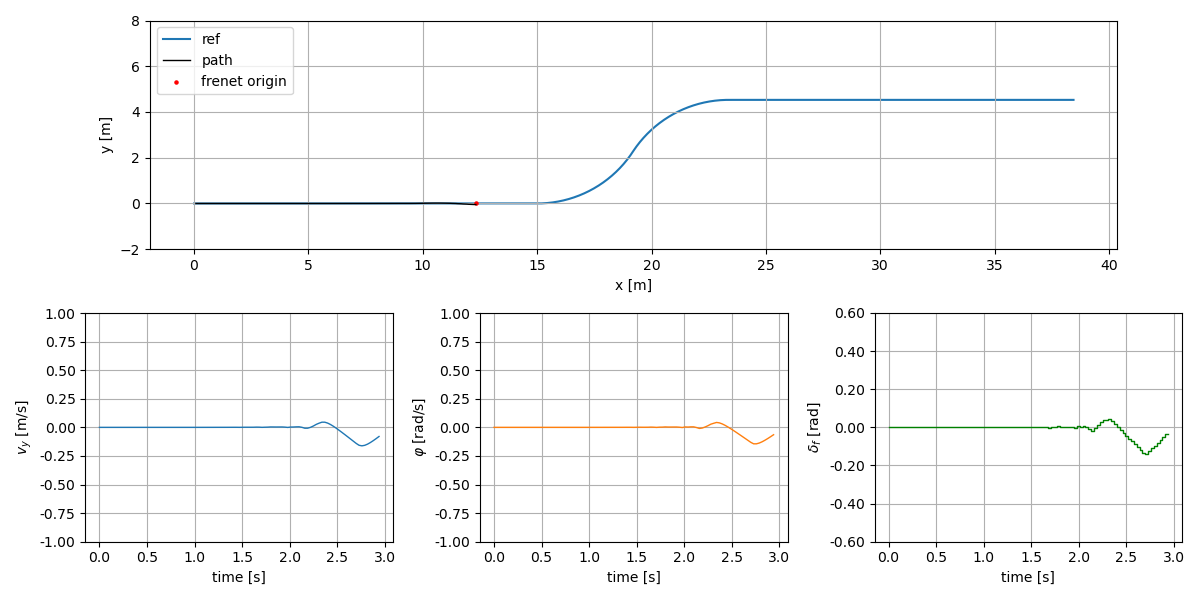 8
6
4
2
0
−2
y [m]
ref
path
frenet origin
0 5 10 15 20 25 30 35 40
x [m]
1.00
0.75
0.50
0.25
0.00
-0.25
-0.50
-0.75
-1.00
v_y [m/s]
0.0 0.5 1.0 1.5 2.0 2.5 3.0
time [s]
1.00
0.75
0.50
0.25
0.00
-0.25
-0.50
-0.75
-1.00
φ [rad/s]
0.0 0.5 1.0 1.5 2.0 2.5 3.0
time [s]
0.60
0.40
0.20
0.00
-0.20
-0.40
-0.60
δ_f [rad]
0.0 0.5 1.0 1.5 2.0 2.5 3.0
time [s]